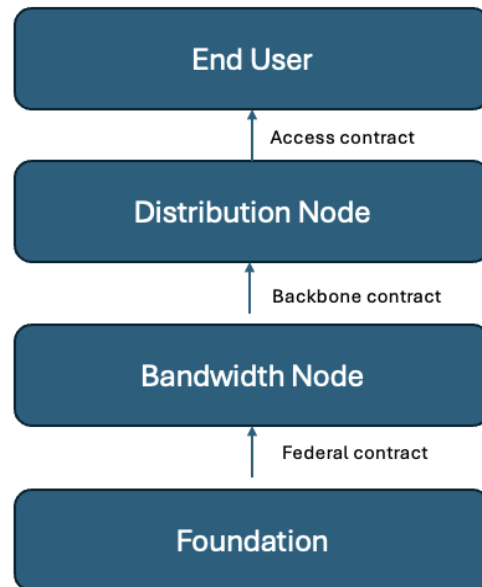 End User
Access contract
Distribution Node
Backbone contract
Bandwidth Node
Federal contract
Foundation